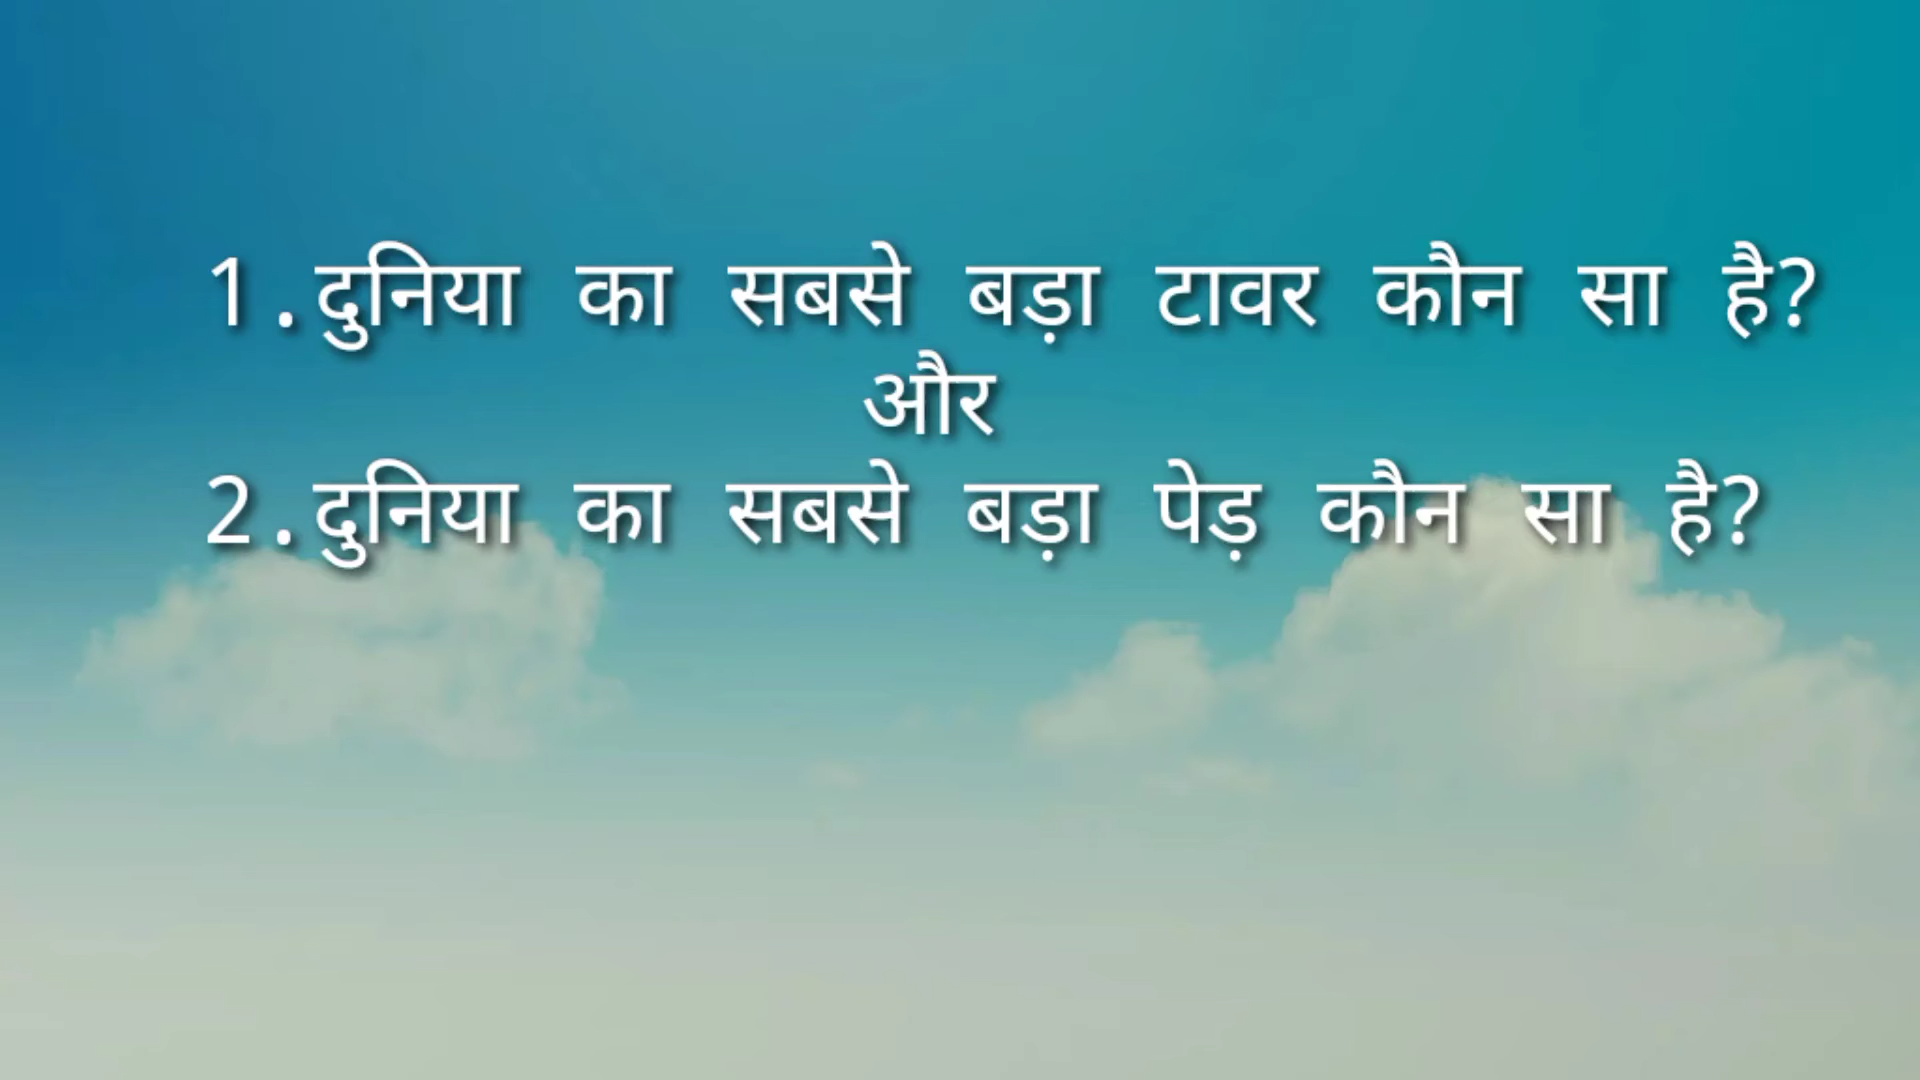 1.दुनिया का सबसे बड़ा टावर कौन सा है?
और
2.दुनिया का सबसे बड़ा पेड़ कौन सा है?